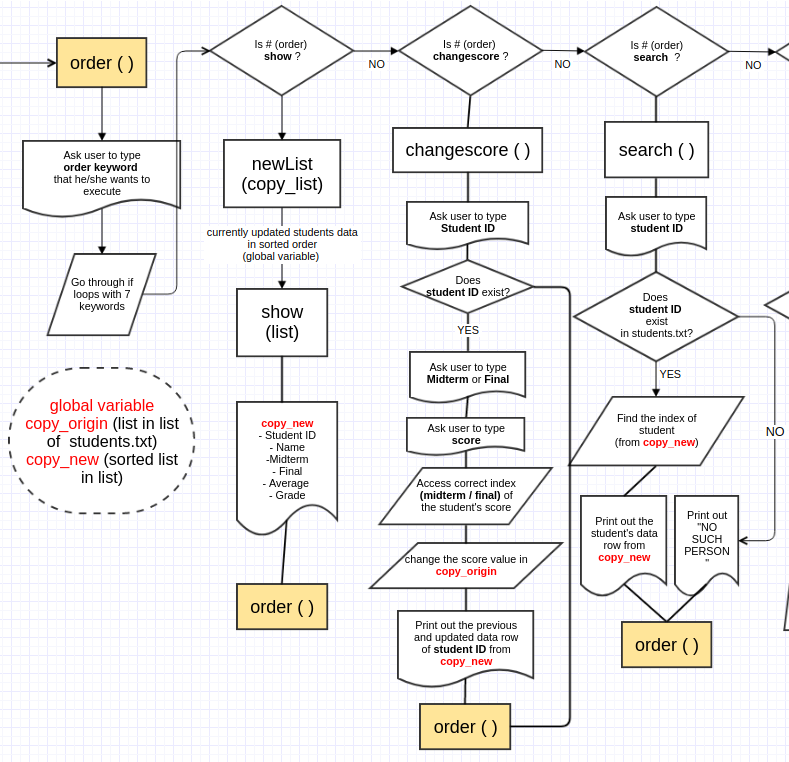 order ( )
Ask user to type
order keyword
that he/she wants to
execute
Go through if
loops with 7
keywords
global variable
copy_origin (list in list
of students.txt)
copy_new (sorted list
in list)
Is # (order)
show ?
NO
newList
(copy_list)
currently updated students data
in sorted order
(global variable)
show
(list)
copy_new
- Student ID
- Name
-Midterm
- Final
- Average
- Grade
order ( )
Is # (order)
changescore ?
NO
changescore ( )
Ask user to type
Student ID
Does
student ID exist?
YES
Ask user to type
Midterm or Final
Ask user to type
score
Access correct index
(midterm / final) of
the student's score
change the score value in
copy_origin
Print out the previous
and updated data row
of student ID from
copy_new
order ( )
Is # (order)
search ?
NO
search ( )
Ask user to type
student ID
Does
student ID
exist
in students.txt?
YES
NO
Find the index of
student
(from copy_new)
Print out the
student's data
row from
copy_new
Print out
"NO
SUCH
PERSON
"
order ( )